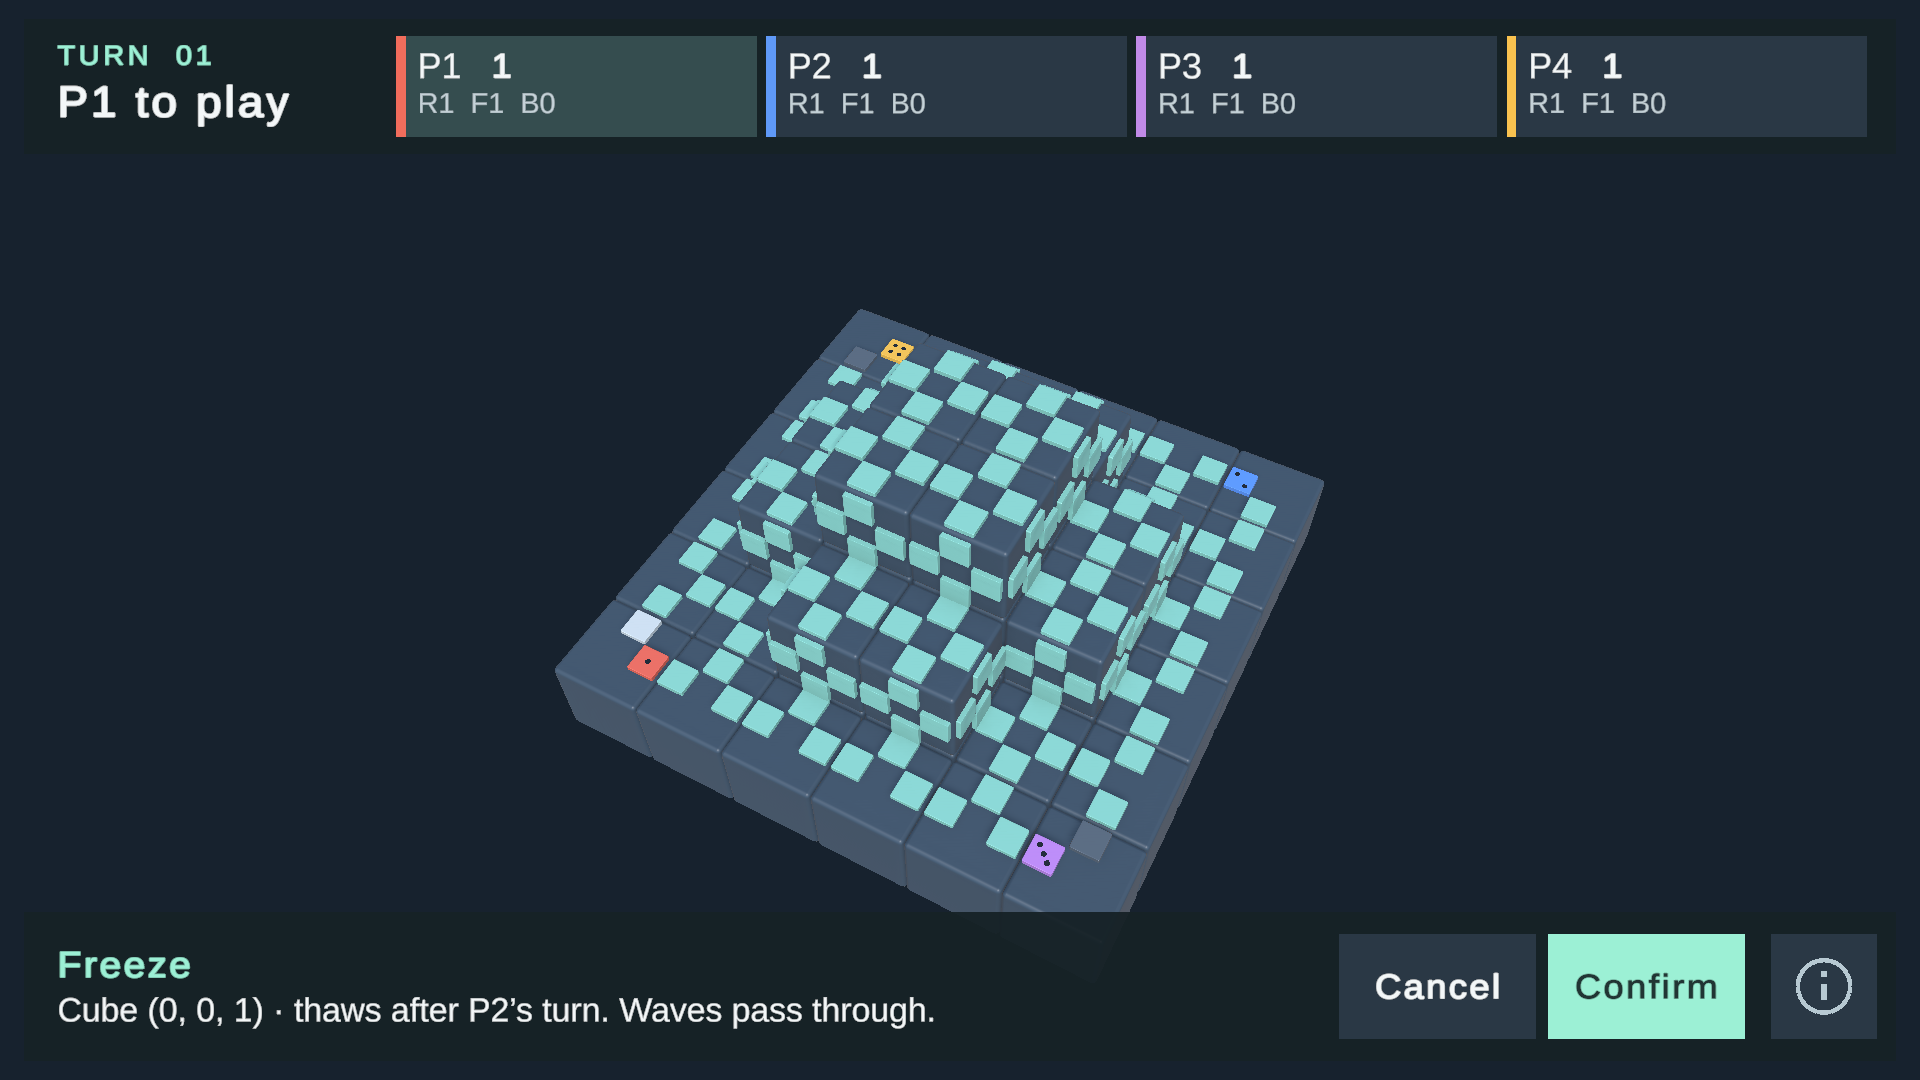 TURN 01
P1 to play
P1 1
R1 F1 B0
P2 1
R1 F1 B0
P3 1
R1 F1 B0
P4 1
R1 F1 B0
Freeze
Cube (0, 0, 1) · thaws after P2’s turn. Waves pass through.
Cancel
Confirm